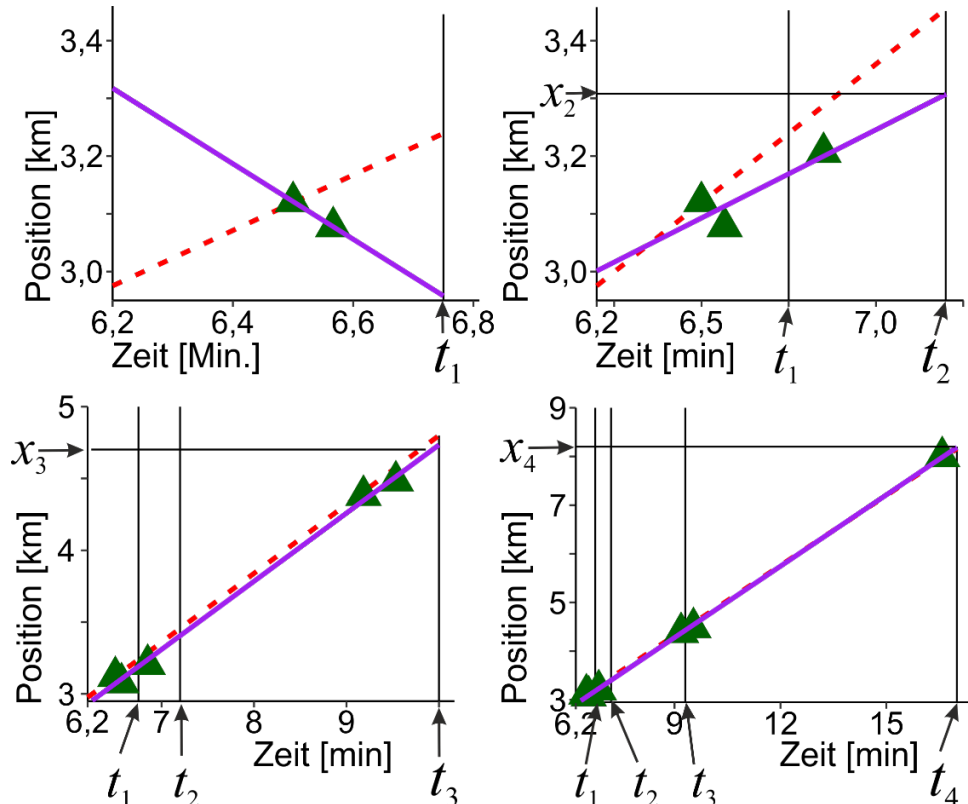 3,4
3,2
3,0
Position [km]
6,2 6,4 6,6 6,8
Zeit [Min.]
t1
3,4
x2
3,2
3,0
Position [km]
6,2 6,5 7,0
Zeit [min]
t1 t2
5
x3
4
3
Position [km]
6,2 7 8 9
Zeit [min]
t1 t2 t3
9
x4
7
5
3
Position [km]
6,2 9 12 15
Zeit [min]
t1 t2 t3 t4